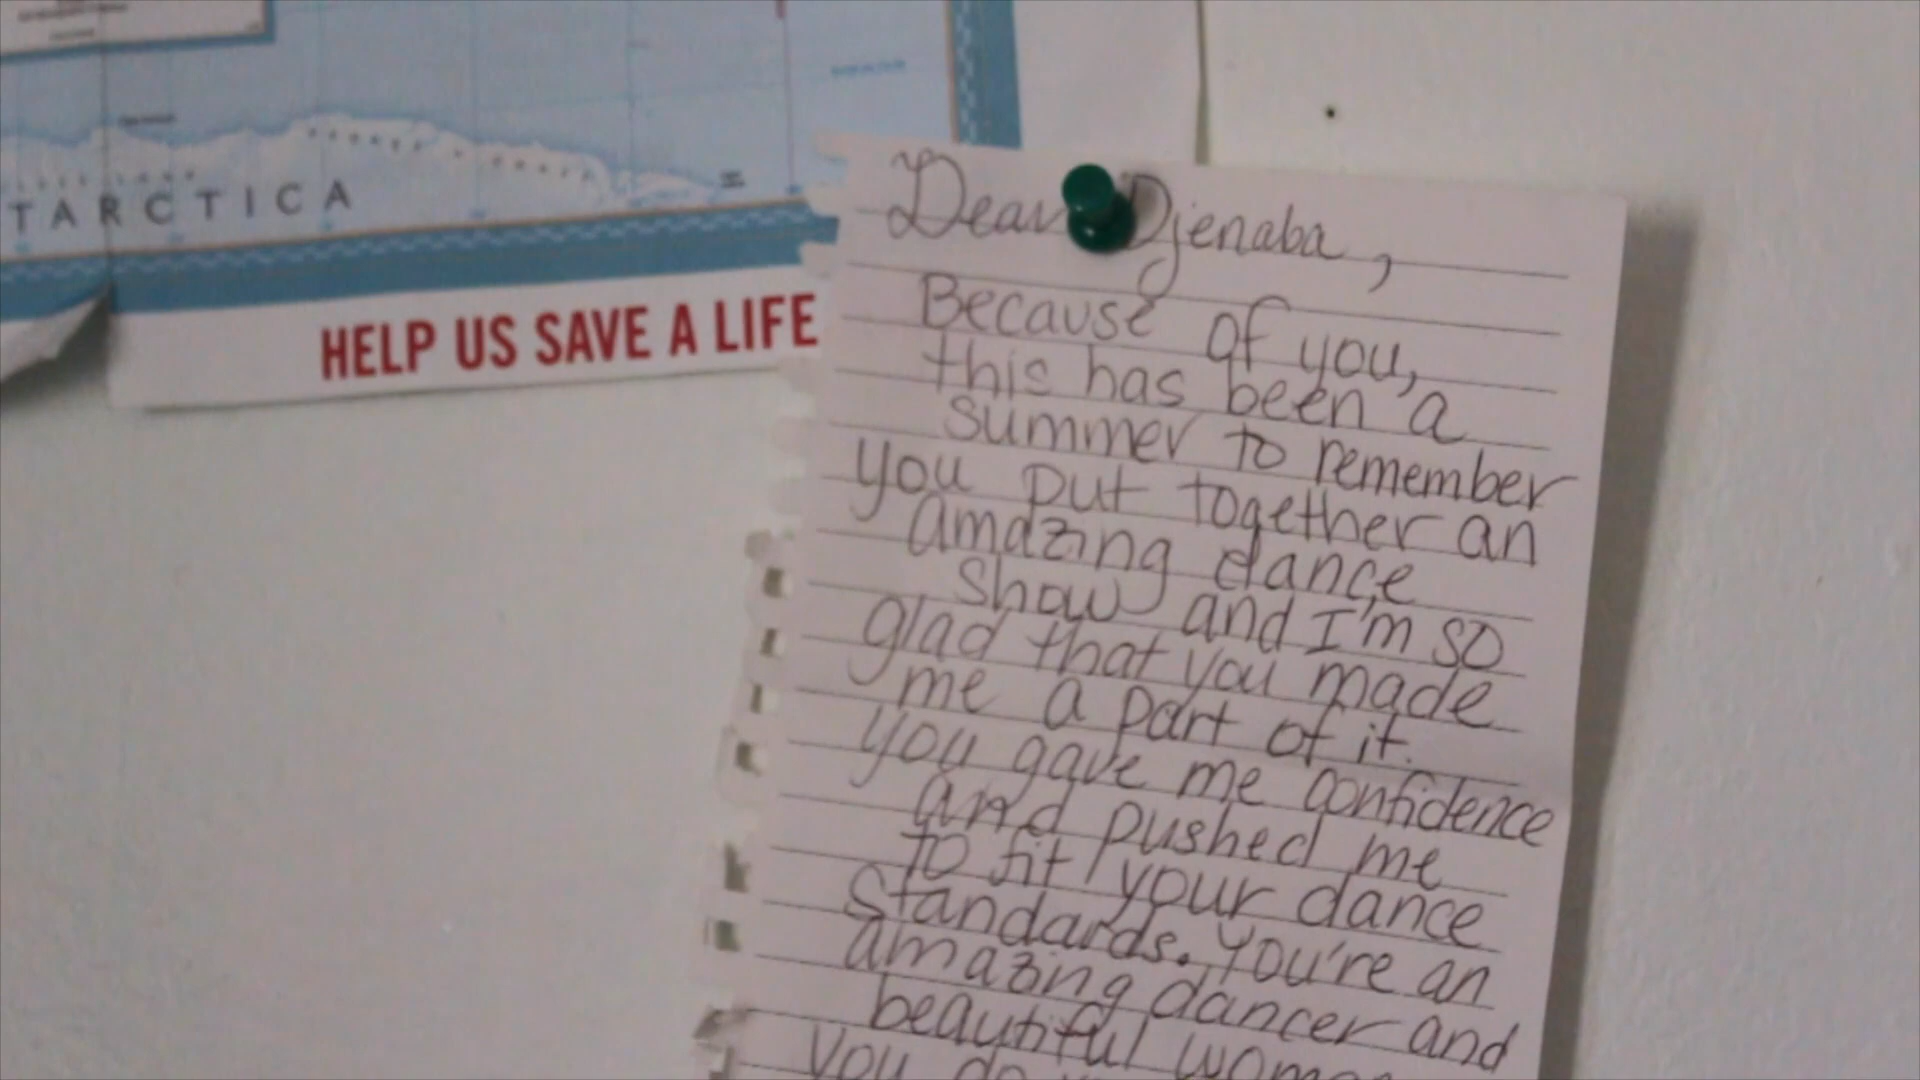 TARCTICA
HELP US SAVE A LIFE
Dear Djenaba,
Because of you,
this has been a
summer to remember
you put together an
amazing dance
show and I'm so
glad that you made
me a part of it.
you gave me confidence
and pushed me
to fit your dance
standards. You're an
amazing dancer and
beautiful
you do